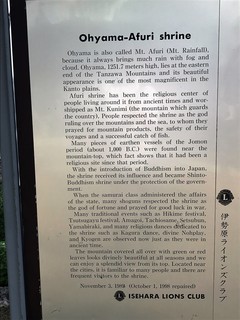 Ohyama-Afuri shrine
Ohyama is also called Mt. Afuri (Mt. Rainfall),
because it always brings much rain with fog and
cloud. Ohyama, 1251.7 meters high, lies at the eastern
end of the Tanzawa Mountains and its beautiful
appearance is one of the most magnificent in the
Kanto plains.
Afuri shrine has been the religious center of
people living around it from ancient times and wor-
shipped as Mt. Kunimi (the mountain which guards
the country). People respected the shrine as the god
ruling over the mountains and the sea, to whom they
prayed for mountain products, the safety of their
voyages and a successful catch of fish.
Many pieces of earthen vessels of the Jomon
period (about 1,000 B.C.) were found near the
mountain-top, which fact shows that had been a
religious site since that period.
With the introduction of Buddhism into Japan,
the shrine received its influence and became Shinto-
Buddhism shrine under the protection of the govern-
ment.
When the samurai class administered the affairs
of the state, many shoguns respected the shrine as
the god of fortune and prayed for good luck in war.
Many traditional events such as Hikime festival,
Tsutsugayu festival, Amagoi, Tachiosame, Setsubun,
Yamabiraki, and many religious dances dedicated to
the shrine such as Kagura dance, divine Nohplay,
and Kyogen are observed now just as they were in
ancient time.
The mountain covered all over with green or red
leaves looks divinely beautiful at all seasons and we
can enjoy a splendid view from its top. Located near
the cities, it is familiar to many people and there are
frequent visitors to the shrine.
November 3, 1984 (October 1, 1998 repaired)
L ISEHARA LIONS CLUB
L
伊勢原ライオンズクラブ